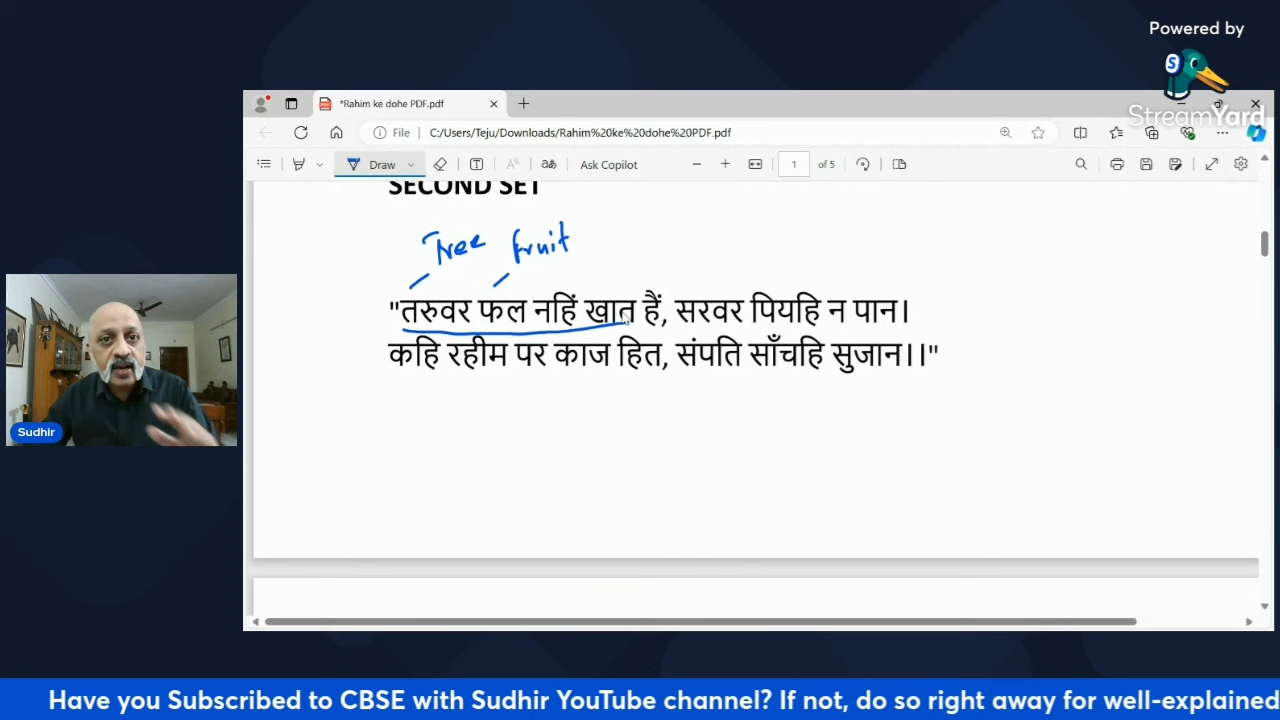 Powered by
StreamYard
*Rahim ke dohe PDF.pdf
File C:/Users/Teju/Downloads/Rahim%20ke%20dohe%20PDF.pdf
Draw Ask Copilot 1 of 5
SECOND SET
Tree fruit
"तरुवर फल नहिं खात हैं, सरवर पियहि न पान।
कहि रहीम पर काज हित, संपति साँचहि सुजान।।"
Sudhir
Have you Subscribed to CBSE with Sudhir YouTube channel? If not, do so right away for well-explained